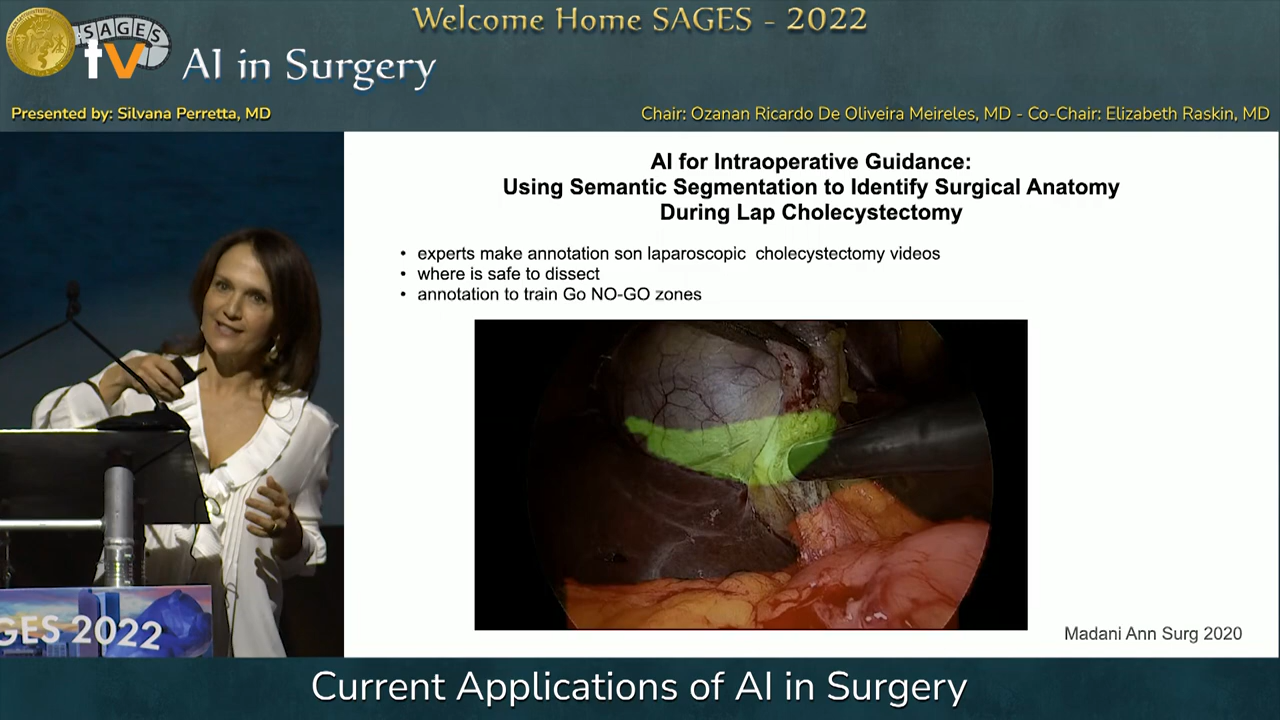 Welcome Home SAGES - 2022
SAGES
tv
AI in Surgery
Presented by: Silvana Perretta, MD
Chair: Ozanan Ricardo De Oliveira Meireles, MD - Co-Chair: Elizabeth Raskin, MD
AI for Intraoperative Guidance:
Using Semantic Segmentation to Identify Surgical Anatomy
During Lap Cholecystectomy
• experts make annotation son laparoscopic cholecystectomy videos
• where is safe to dissect
• annotation to train Go NO-GO zones
Madani Ann Surg 2020
GES 2022
Current Applications of AI in Surgery